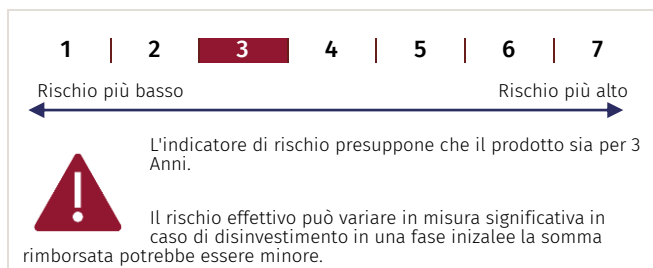 1 2 3 4 5 6 7
Rischio più basso Rischio più alto
L'indicatore di rischio presuppone che il prodotto sia per 3
Anni.
Il rischio effettivo può variare in misura significativa in
caso di disinvestimento in una fase inizalee la somma
rimborsata potrebbe essere minore.